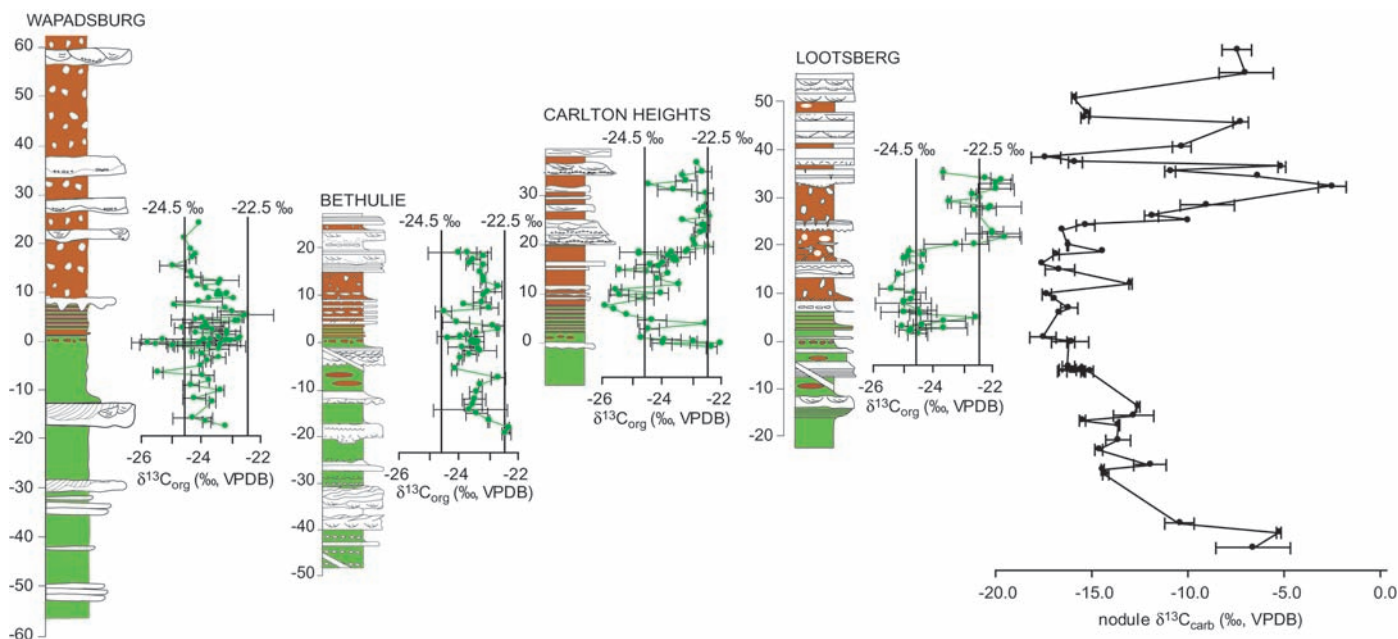 WAPADSBURG
60
50
40
30
20
10
0
-10
-20
-30
-40
-50
-60
-24.5 ‰ -22.5 ‰
-26 -24 -22
δ13Corg (‰, VPDB)
BETHULIE
20
10
0
-10
-20
-30
-40
-50
-24.5 ‰ -22.5 ‰
-26 -24 -22
δ13Corg (‰, VPDB)
CARLTON HEIGHTS
30
20
10
0
-24.5 ‰ -22.5 ‰
-26 -24 -22
δ13Corg (‰, VPDB)
LOOTSBERG
50
40
30
20
10
0
-10
-20
-24.5 ‰ -22.5 ‰
-26 -24 -22
δ13Corg (‰, VPDB)
-20.0 -15.0 -10.0 -5.0 0.0
nodule δ13Ccarb (‰, VPDB)